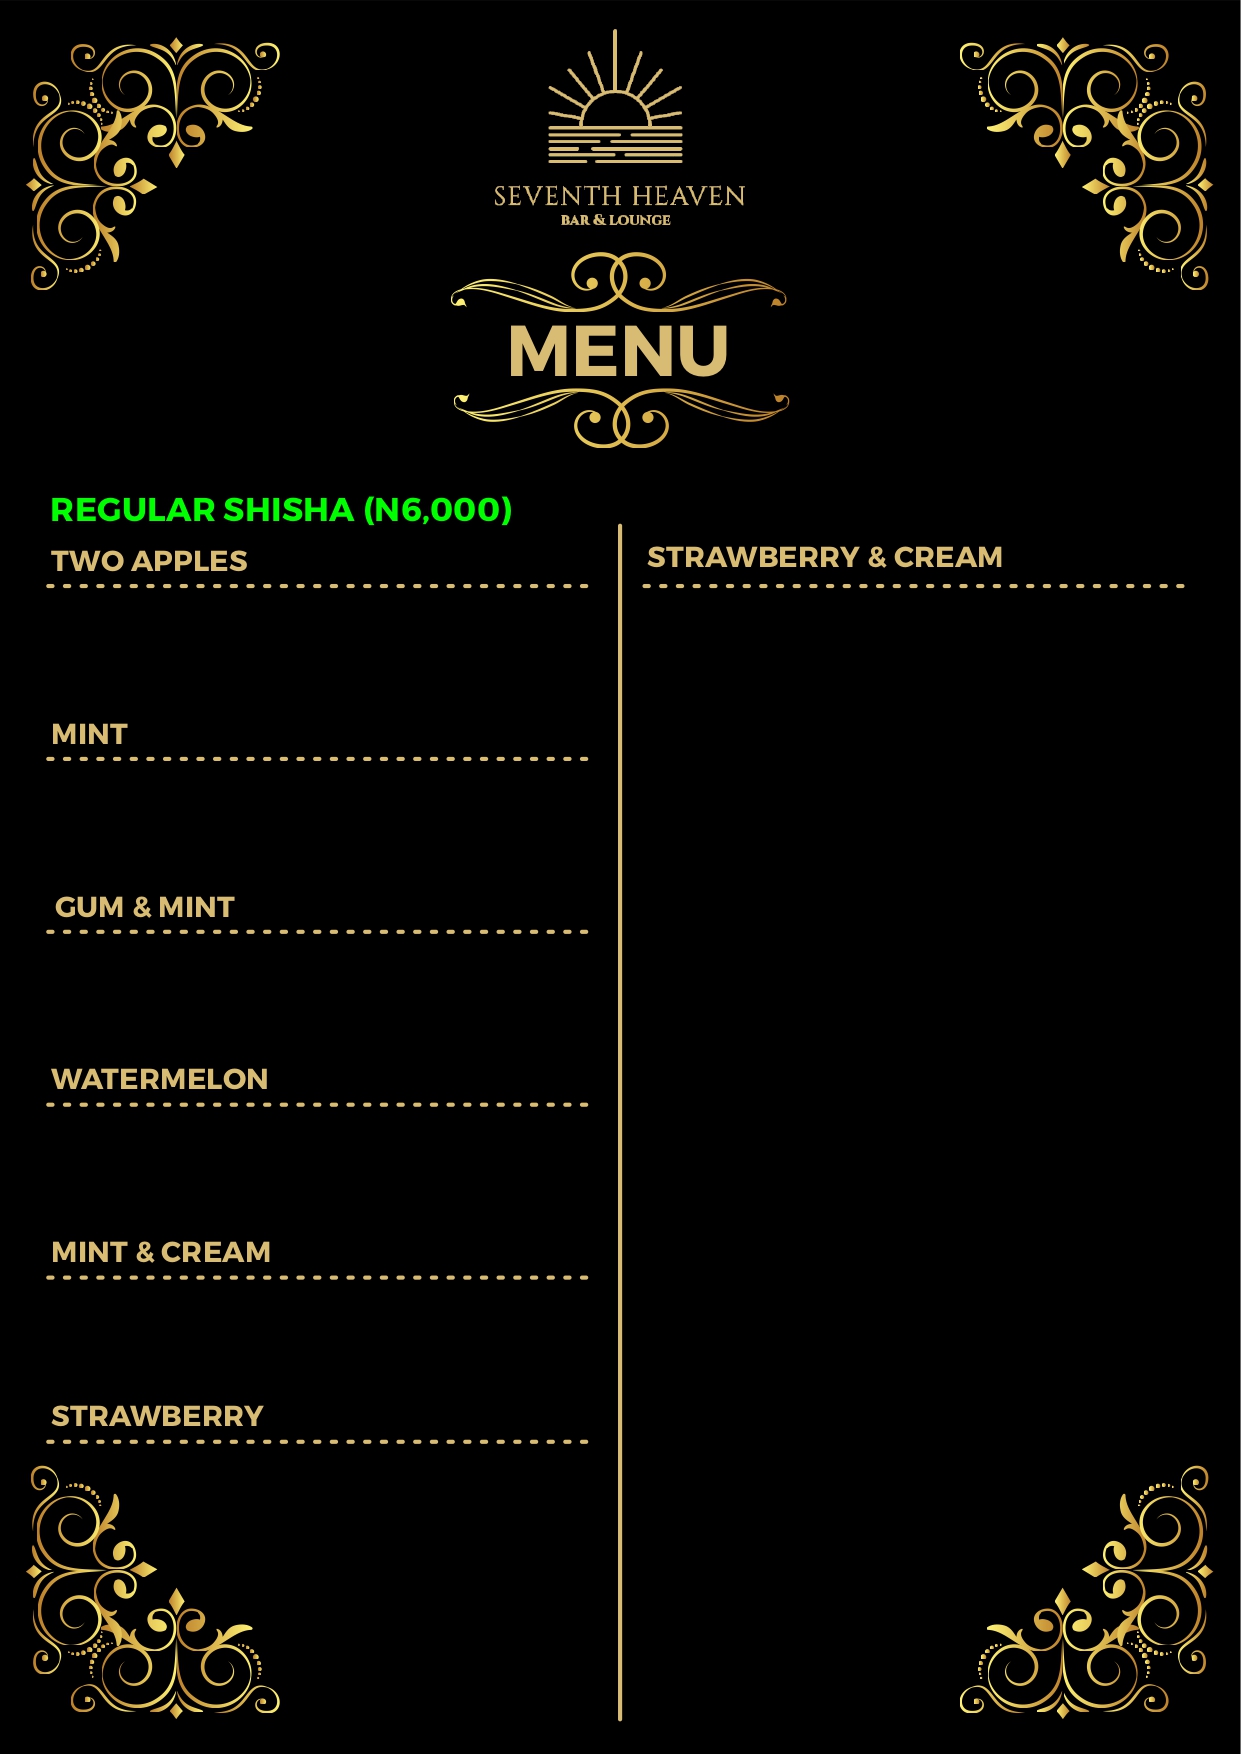 SEVENTH HEAVEN
BAR & LOUNGE
MENU
REGULAR SHISHA (N6,000)
TWO APPLES
MINT
GUM & MINT
WATERMELON
MINT & CREAM
STRAWBERRY
STRAWBERRY & CREAM